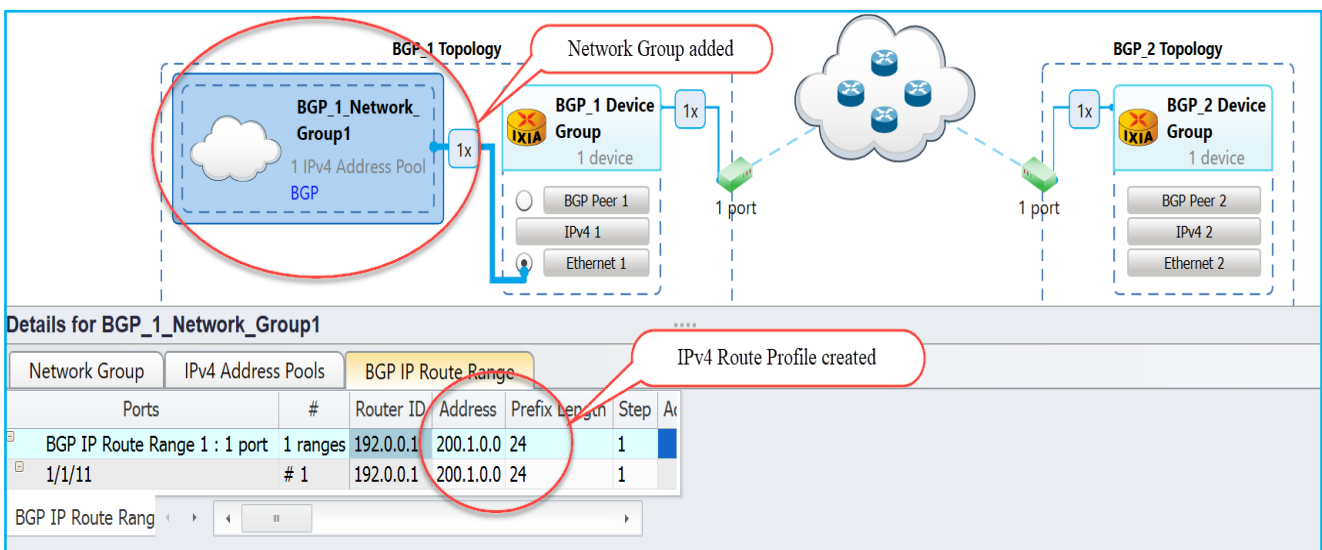 BGP_1 Topology
Network Group added
BGP_2 Topology
BGP_1_Network_
Group1
1 IPv4 Address Pool
BGP
1x
IXIA
BGP_1 Device
Group
1 device
1x
BGP Peer 1
IPv4 1
Ethernet 1
1 port
1 port
1x
IXIA
BGP_2 Device
Group
1 device
BGP Peer 2
IPv4 2
Ethernet 2
Details for BGP_1_Network_Group1
IPv4 Route Profile created
Network Group IPv4 Address Pools BGP IP Route Range
Ports # Router ID Address Prefix Length Step
BGP IP Route Range 1 : 1 port 1 ranges 192.0.0.1 200.1.0.0 24 1
1/1/11 # 1 192.0.0.1 200.1.0.0 24 1
BGP IP Route Rang